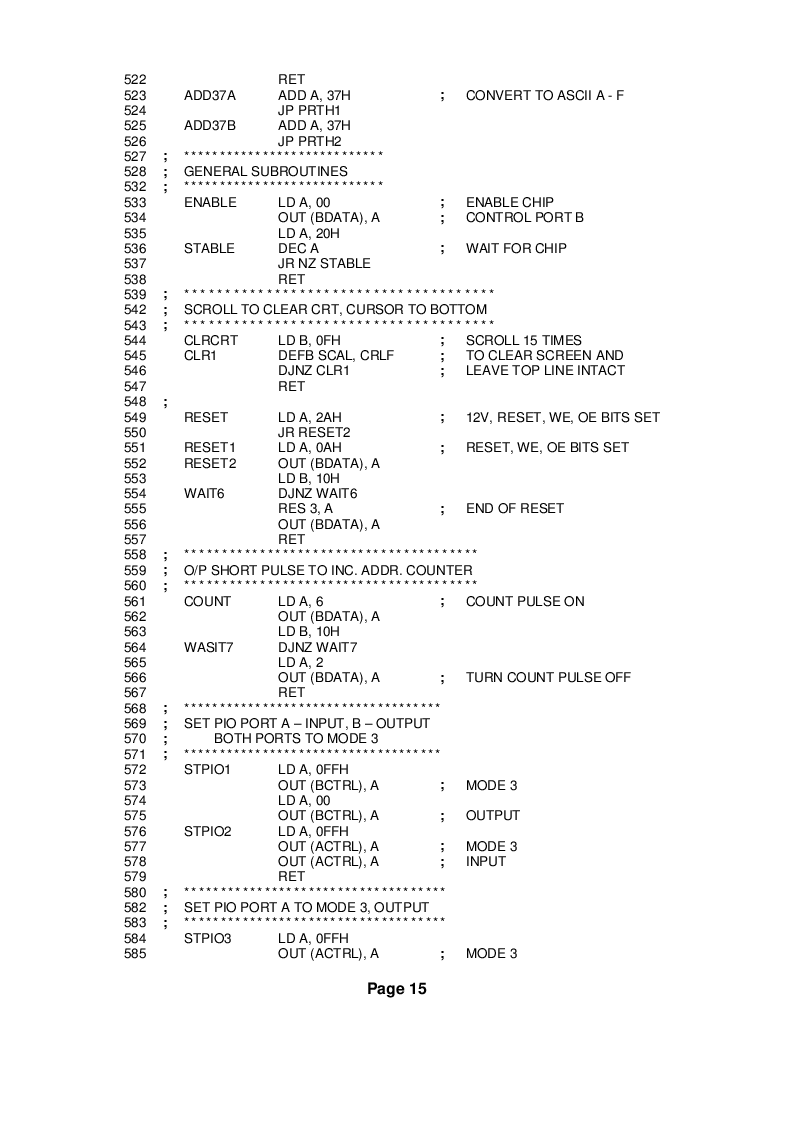 522 RET
523 ADD37A ADD A, 37H ; CONVERT TO ASCII A - F
524 JP PRTH1
525 ADD37B ADD A, 37H
526 JP PRTH2
527 ; ****************************
528 ; GENERAL SUBROUTINES
532 ; ****************************
533 ENABLE LD A, 00 ; ENABLE CHIP
534 OUT (BDATA), A ; CONTROL PORT B
535 LD A, 20H
536 STABLE DEC A ; WAIT FOR CHIP
537 JR NZ STABLE
538 RET
539 ; ***************************************
542 ; SCROLL TO CLEAR CRT, CURSOR TO BOTTOM
543 ; ***************************************
544 CLRCRT LD B, 0FH ; SCROLL 15 TIMES
545 CLR1 DEFB SCAL, CRLF ; TO CLEAR SCREEN AND
546 DJNZ CLR1 ; LEAVE TOP LINE INTACT
547 RET
548 ;
549 RESET LD A, 2AH ; 12V, RESET, WE, OE BITS SET
550 JR RESET2
551 RESET1 LD A, 0AH ; RESET, WE, OE BITS SET
552 RESET2 OUT (BDATA), A
553 LD B, 10H
554 WAIT6 DJNZ WAIT6
555 RES 3, A ; END OF RESET
556 OUT (BDATA), A
557 RET
558 ; ***************************************
559 ; O/P SHORT PULSE TO INC. ADDR. COUNTER
560 ; ***************************************
561 COUNT LD A, 6 ; COUNT PULSE ON
562 OUT (BDATA), A
563 LD B, 10H
564 WASIT7 DJNZ WAIT7
565 LD A, 2
566 OUT (BDATA), A ; TURN COUNT PULSE OFF
567 RET
568 ; ************************************
569 ; SET PIO PORT A – INPUT, B – OUTPUT
570 ; BOTH PORTS TO MODE 3
571 ; ************************************
572 STPIO1 LD A, 0FFH
573 OUT (BCTRL), A ; MODE 3
574 LD A, 00
575 OUT (BCTRL), A ; OUTPUT
576 STPIO2 LD A, 0FFH
577 OUT (ACTRL), A ; MODE 3
578 OUT (ACTRL), A ; INPUT
579 RET
580 ; ************************************
582 ; SET PIO PORT A TO MODE 3, OUTPUT
583 ; ************************************
584 STPIO3 LD A, 0FFH
585 OUT (ACTRL), A ; MODE 3
Page 15